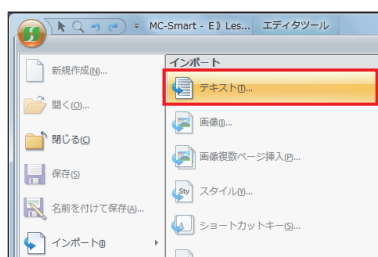 MC-Smart - E》Les... エディタツール
インポート
新規作成(N)...
テキスト(T)...
開く(O)...
画像(I)...
閉じる(C)
画像複数ページ挿入(P)...
保存(S)
スタイル(Y)...
Sty
名前を付けて保存(A)...
ショートカットキー(S)...
インポート(I)